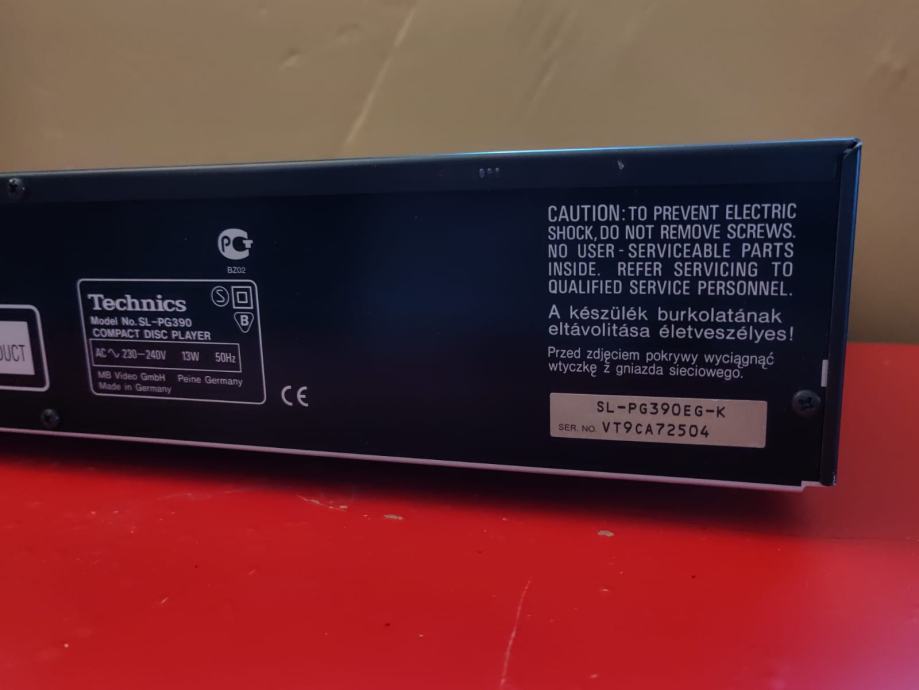 UCT
PCT
BZ02
Technics
S
B
Model No. SL-PG390
COMPACT DISC PLAYER
AC∿ 230–240V 13W 50Hz
MB Video GmbH Peine Germany
Made in Germany
CE
CAUTION: TO PREVENT ELECTRIC
SHOCK, DO NOT REMOVE SCREWS.
NO USER-SERVICEABLE PARTS
INSIDE. REFER SERVICING TO
QUALIFIED SERVICE PERSONNEL.
A készülék burkolatának
eltávolitása életveszélyes!
Przed zdjęciem pokrywy wyciągnąć
wtyczkę ż gniazda sieciowego.
SL-PG390EG-K
SER. NO. VT9CA72504